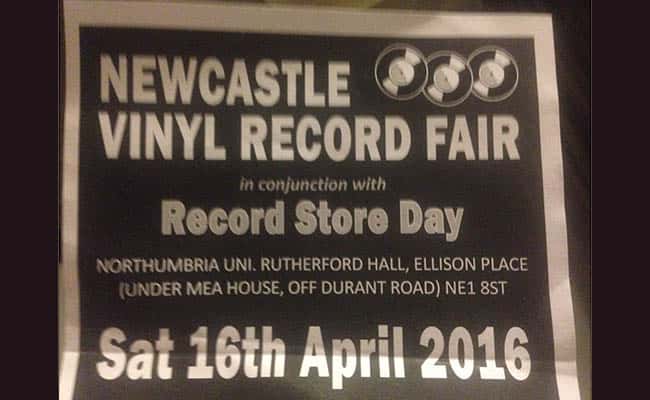 NEWCASTLE
VINYL RECORD FAIR
in conjunction with
Record Store Day
NORTHUMBRIA UNI. RUTHERFORD HALL, ELLISON PLACE
(UNDER MEA HOUSE, OFF DURANT ROAD) NE1 8ST
Sat 16th April 2016